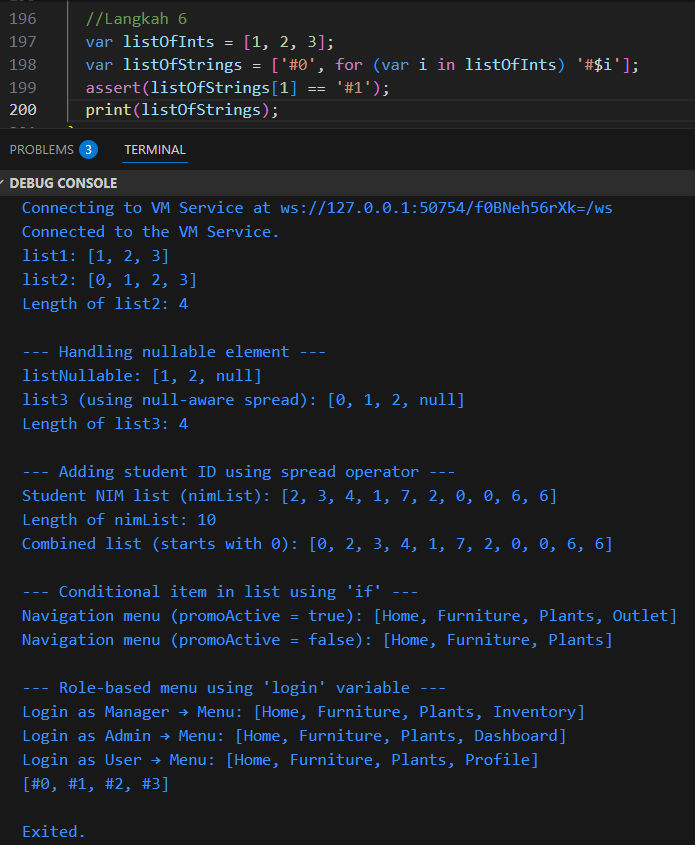 196 //Langkah 6
197 var listOfInts = [1, 2, 3];
198 var listOfStrings = ['#0', for (var i in listOfInts) '#$i'];
199 assert(listOfStrings[1] == '#1');
200 print(listOfStrings);
PROBLEMS 3 TERMINAL
DEBUG CONSOLE
Connecting to VM Service at ws://127.0.0.1:50754/f0BNeh56rXk=/ws
Connected to the VM Service.
list1: [1, 2, 3]
list2: [0, 1, 2, 3]
Length of list2: 4
--- Handling nullable element ---
listNullable: [1, 2, null]
list3 (using null-aware spread): [0, 1, 2, null]
Length of list3: 4
--- Adding student ID using spread operator ---
Student NIM list (nimList): [2, 3, 4, 1, 7, 2, 0, 0, 6, 6]
Length of nimList: 10
Combined list (starts with 0): [0, 2, 3, 4, 1, 7, 2, 0, 0, 6, 6]
--- Conditional item in list using 'if' ---
Navigation menu (promoActive = true): [Home, Furniture, Plants, Outlet]
Navigation menu (promoActive = false): [Home, Furniture, Plants]
--- Role-based menu using 'login' variable ---
Login as Manager → Menu: [Home, Furniture, Plants, Inventory]
Login as Admin → Menu: [Home, Furniture, Plants, Dashboard]
Login as User → Menu: [Home, Furniture, Plants, Profile]
[#0, #1, #2, #3]
Exited.